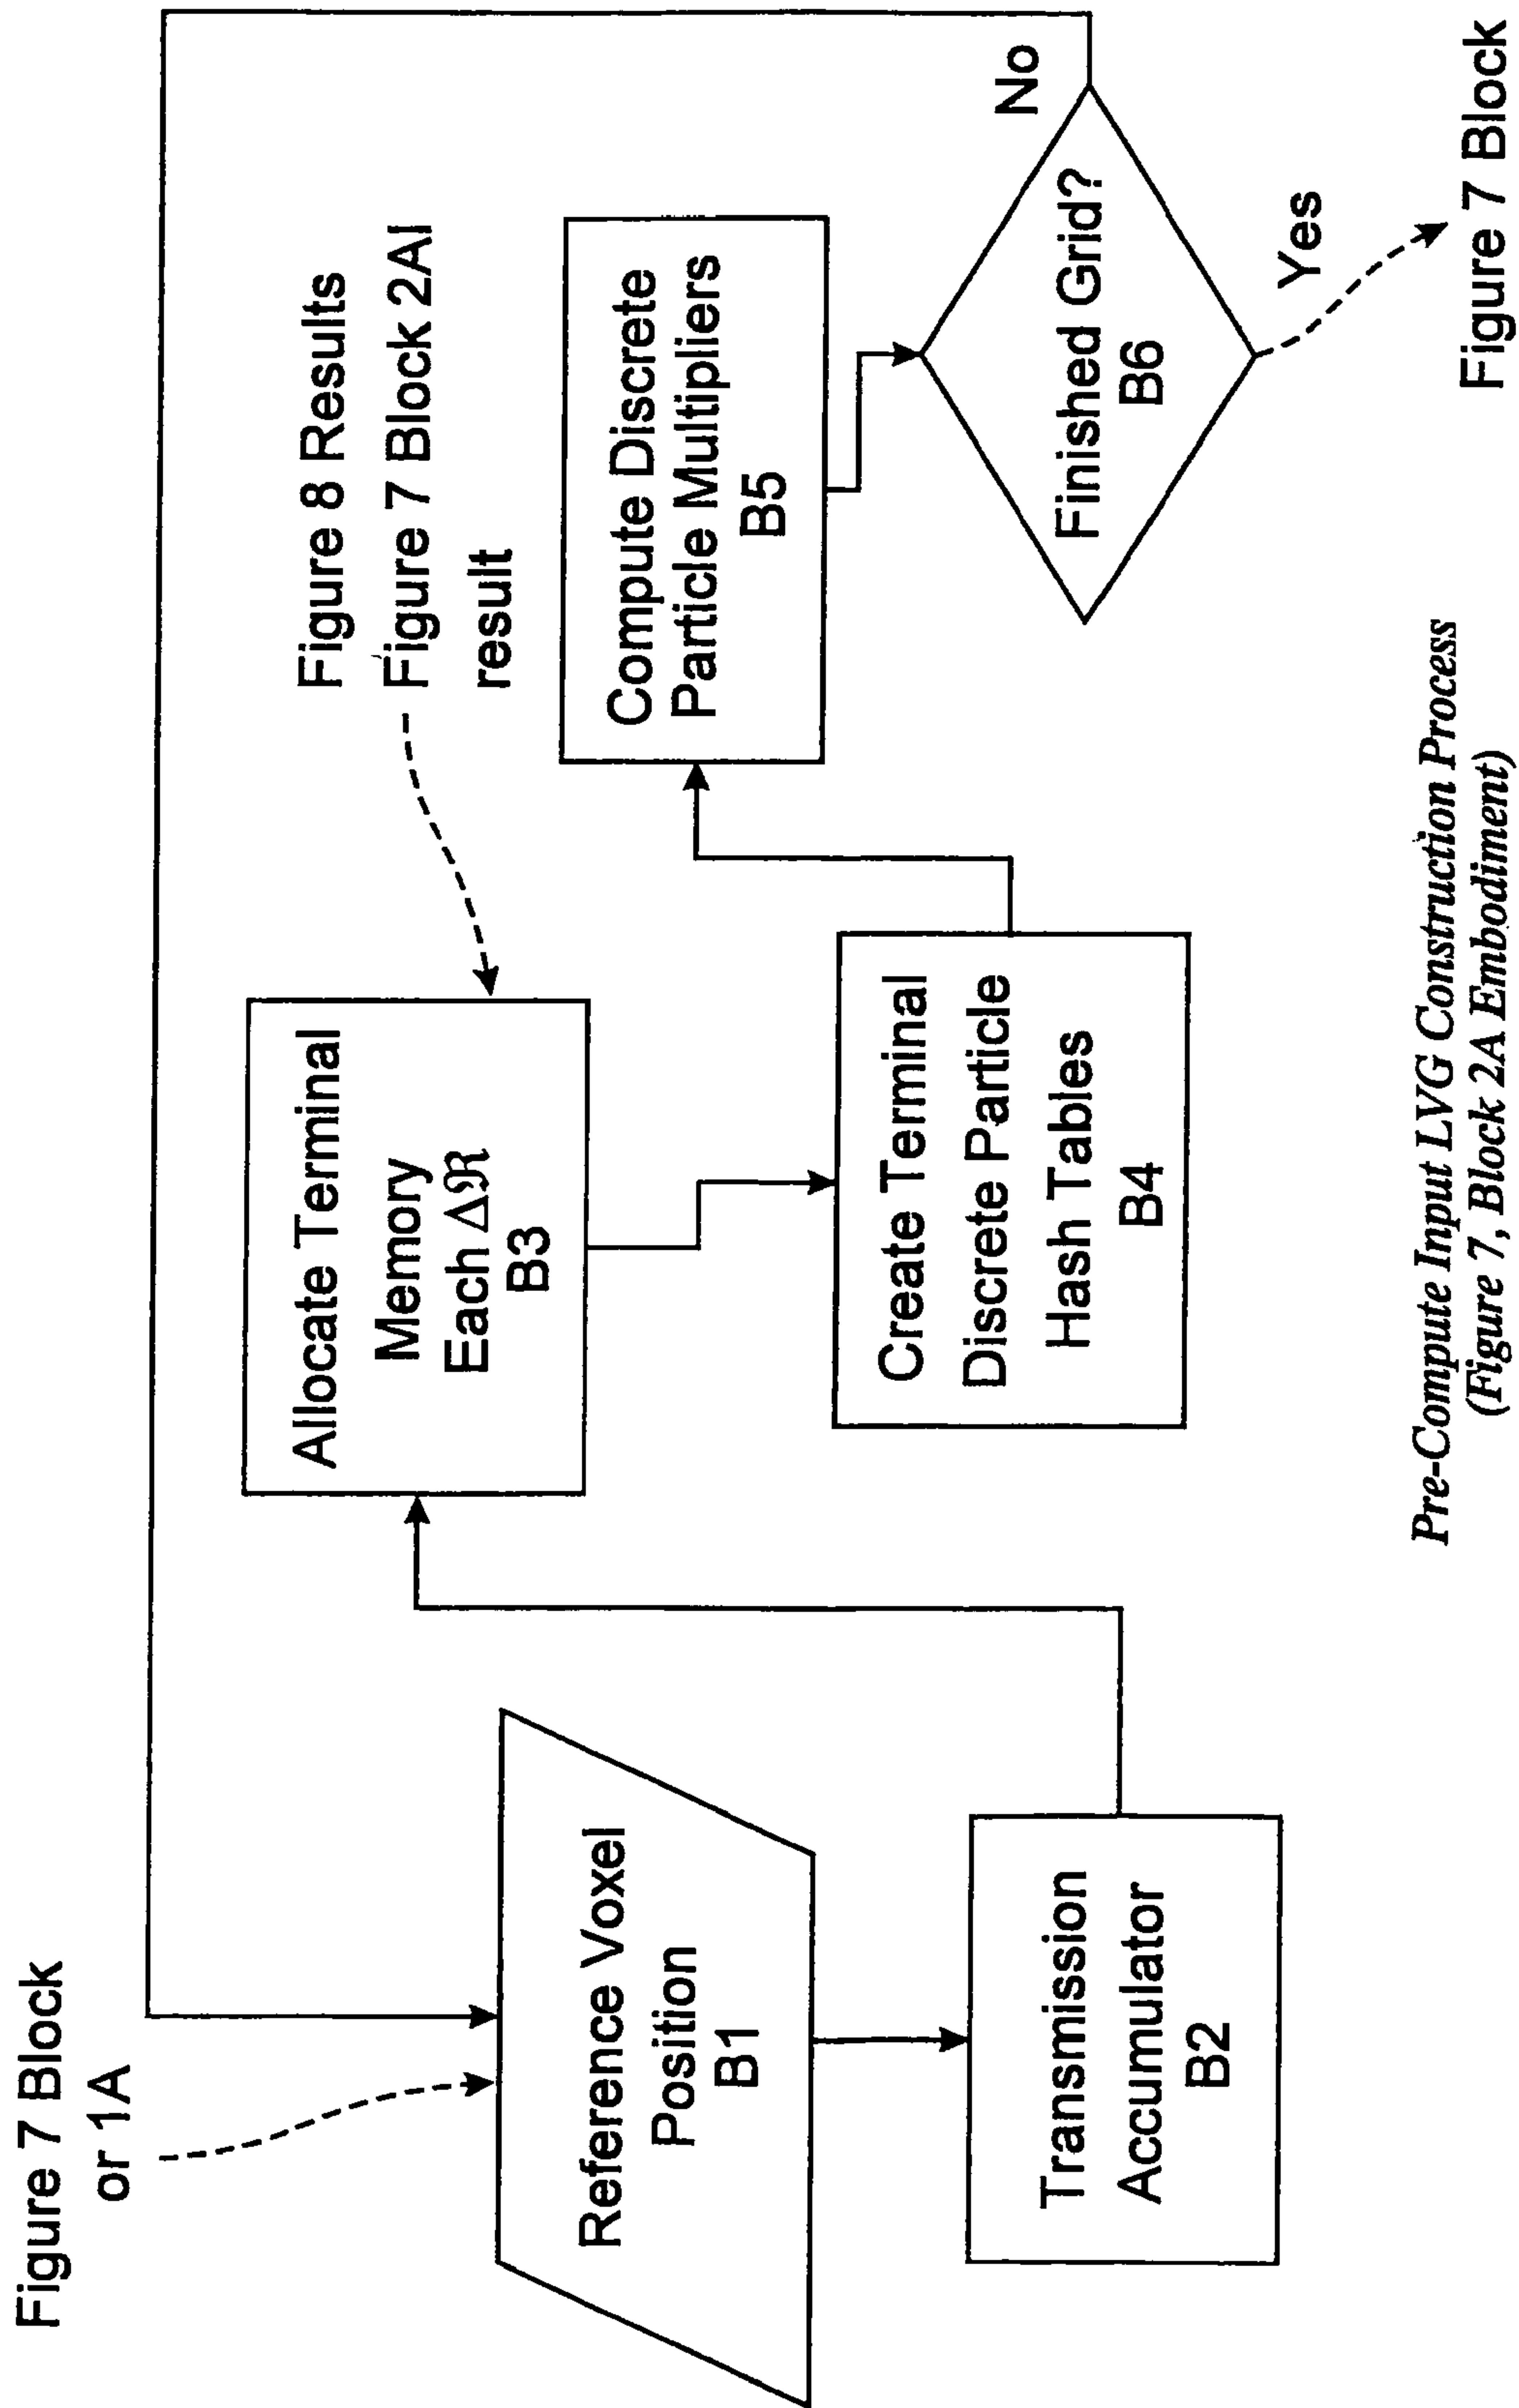 Figure 7 Block
or 1A
Reference Voxel
Position
B1
Transmission
Accumulator
B2
Allocate Terminal
Memory
Each Δℜ
B3
Figure 8 Results
Figure 7 Block 2AI
result
Create Terminal
Discrete Particle
Hash Tables
B4
Compute Discrete
Particle Multipliers
B5
Finished Grid?
B6
No
Yes
Figure 7 Block
Pre-Compute Input LVG Construction Process
(Figure 7, Block 2A Embodiment)